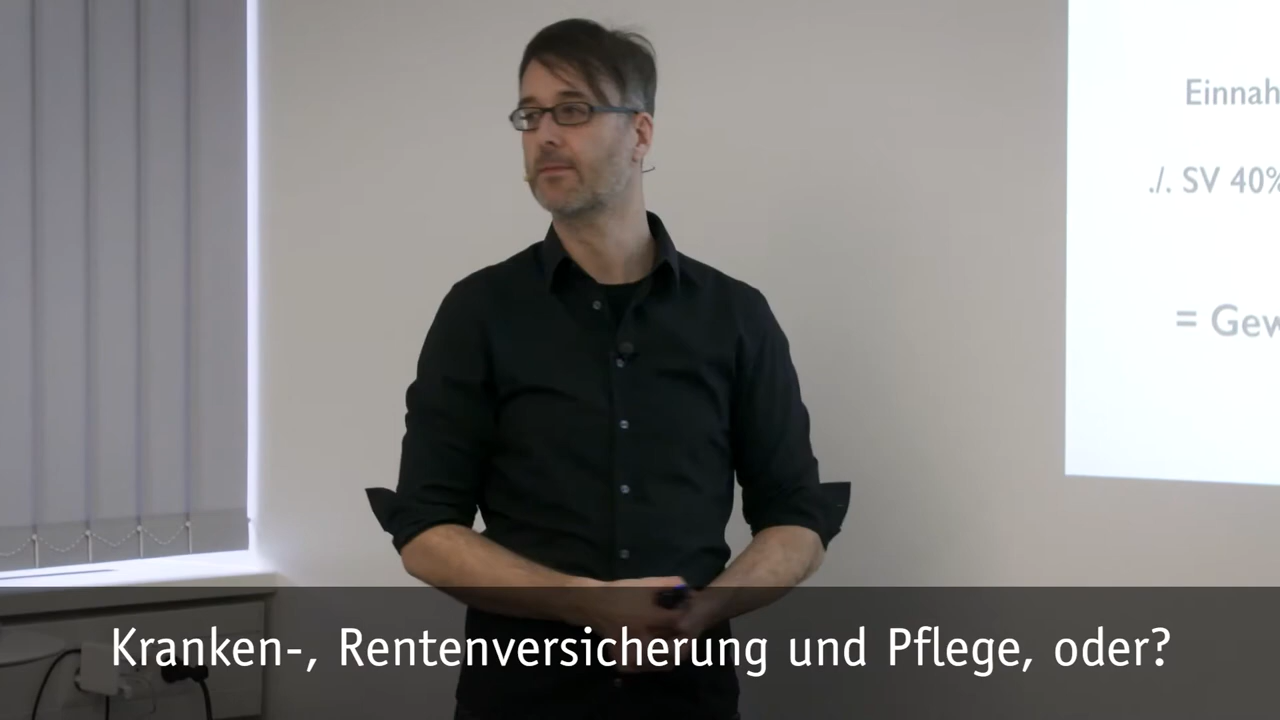 Einnah
./. SV 40%
= Gew
Kranken-, Rentenversicherung und Pflege, oder?